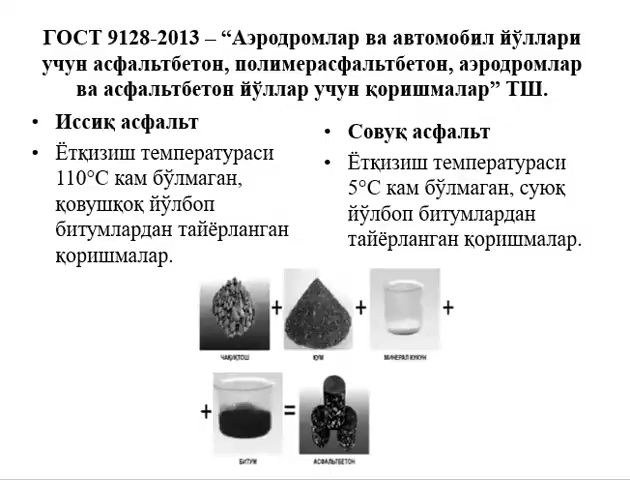 ГОСТ 9128-2013 – “Аэродромлар ва автомобил йўллари
учун асфальтбетон, полимерасфальтбетон, аэродромлар
ва асфальтбетон йўллар учун қоришмалар” ТШ.
• Иссиқ асфальт
• Ётқизиш температураси
110°С кам бўлмаган,
қовушқоқ йўлбоп
битумлардан тайёрланган
қоришмалар.
• Совуқ асфальт
• Ётқизиш температураси
5°С кам бўлмаган, суюқ
йўлбоп битумлардан
тайёрланган қоришмалар.
+ + +
ЧАҚИҚТОШ ҚУМ МИНЕРАЛ КУКУН
+ =
БИТУМ АСФАЛЬТБЕТОН